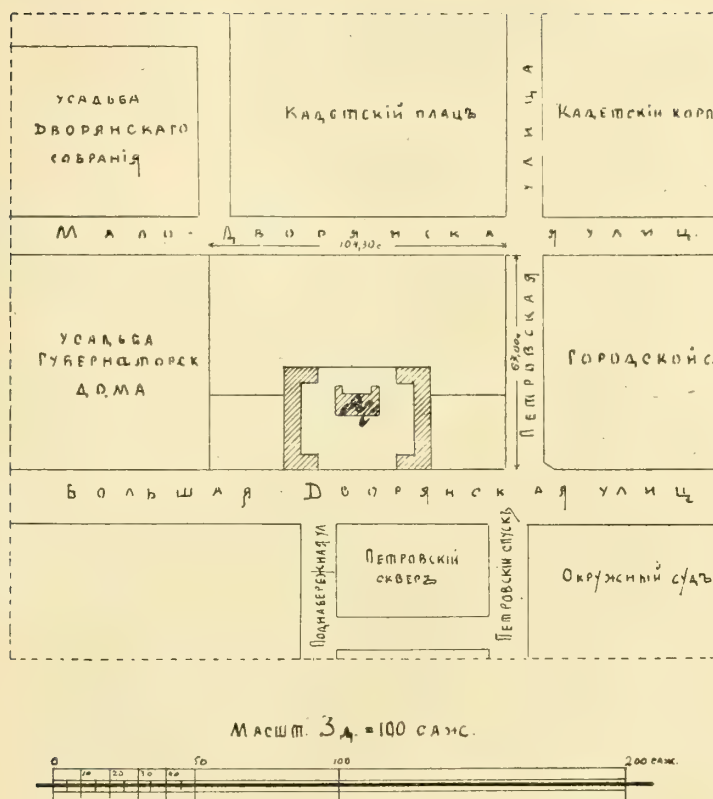 УСАДЬБА
ДВОРЯНСКАГО
СОБРАНІЯ
КАДЕТСКІЙ ПЛАЦЪ
УЛИЦА
КАДЕТСКІЙ КОРП
МАЛО-ДВОРЯНСКАЯ УЛИЦ.
104,30с
УСАДЬБА
ГУБЕРНАТОРСК
ДОМА
67,00с
ПЕТРОВСКАЯ
ГОРОДСКОЙ С
БОЛЬШАЯ-ДВОРЯНСКАЯ УЛИЦ
ПОДНАБЕРЕЖНАЯ УЛ
ПЕТРОВСКІЙ
СКВЕРЪ
ПЕТРОВСКІЙ СПУСКЪ
ОКРУЖНЫЙ СУДЪ
МАСШТ. 3 д. = 100 САЖ.
0 10 20 30 40 50 100 200 САЖ.